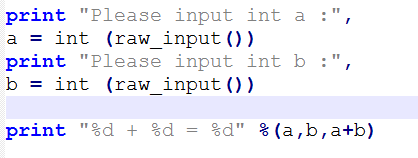 print "Please input int a :",
a = int (raw_input())
print "Please input int b :",
b = int (raw_input())
print "%d + %d = %d" %(a,b,a+b)